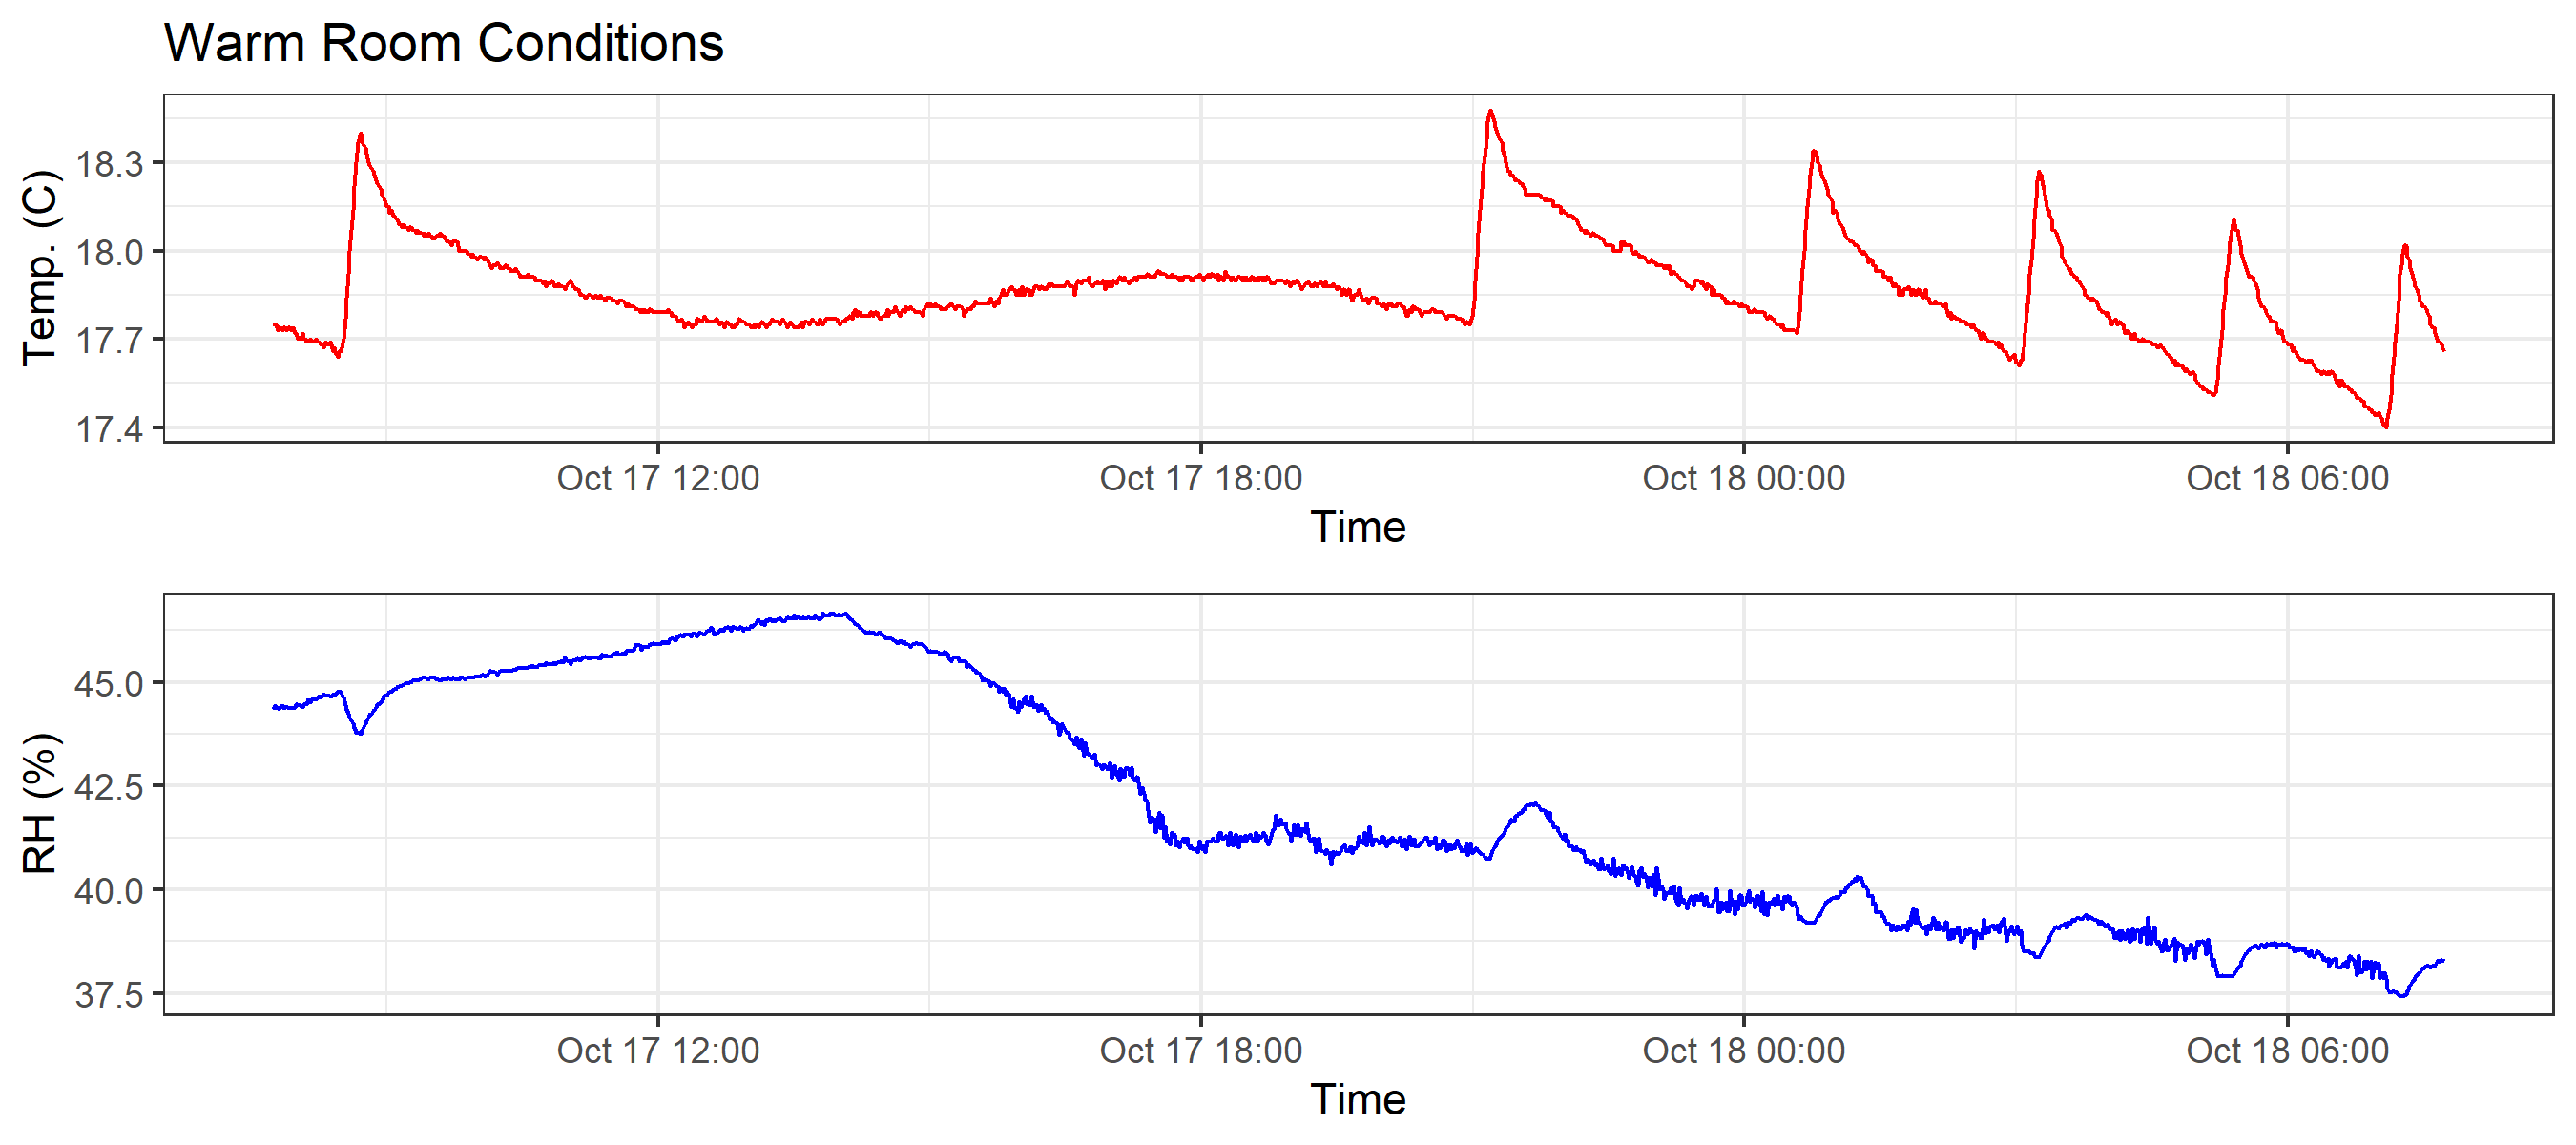 Warm Room Conditions
Temp. (C)
18.3
18.0
17.7
17.4
Oct 17 12:00 Oct 17 18:00 Oct 18 00:00 Oct 18 06:00
Time
RH (%)
45.0
42.5
40.0
37.5
Oct 17 12:00 Oct 17 18:00 Oct 18 00:00 Oct 18 06:00
Time